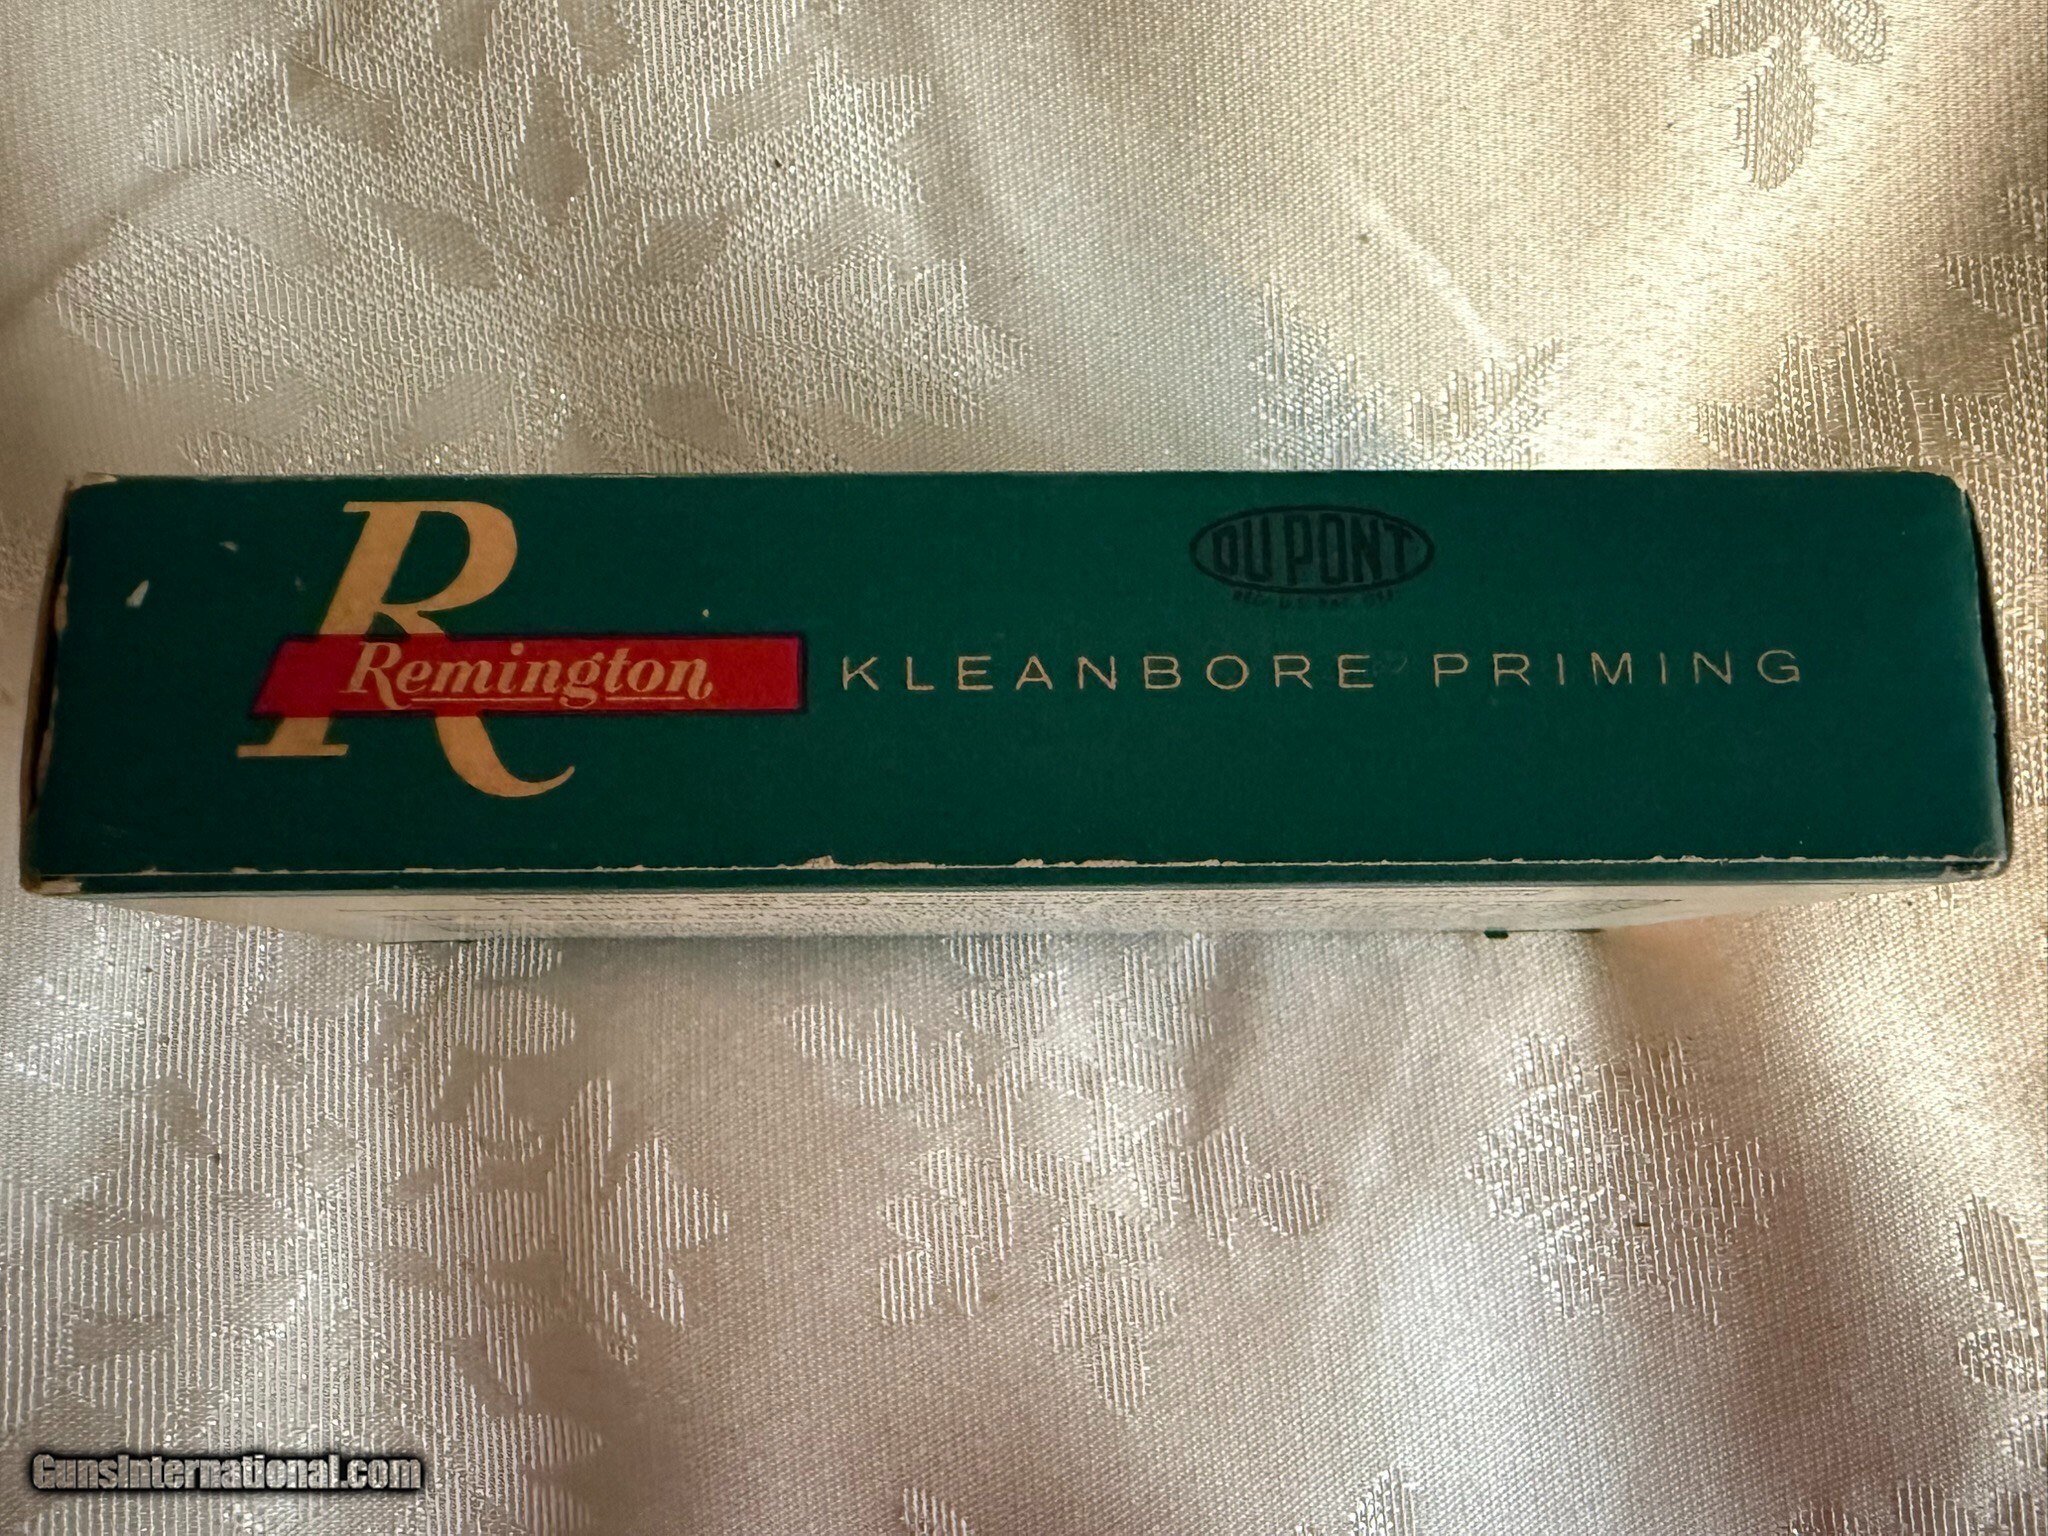 R
DU PONT
Remington
KLEANBORE PRIMING
GunsInternational.com